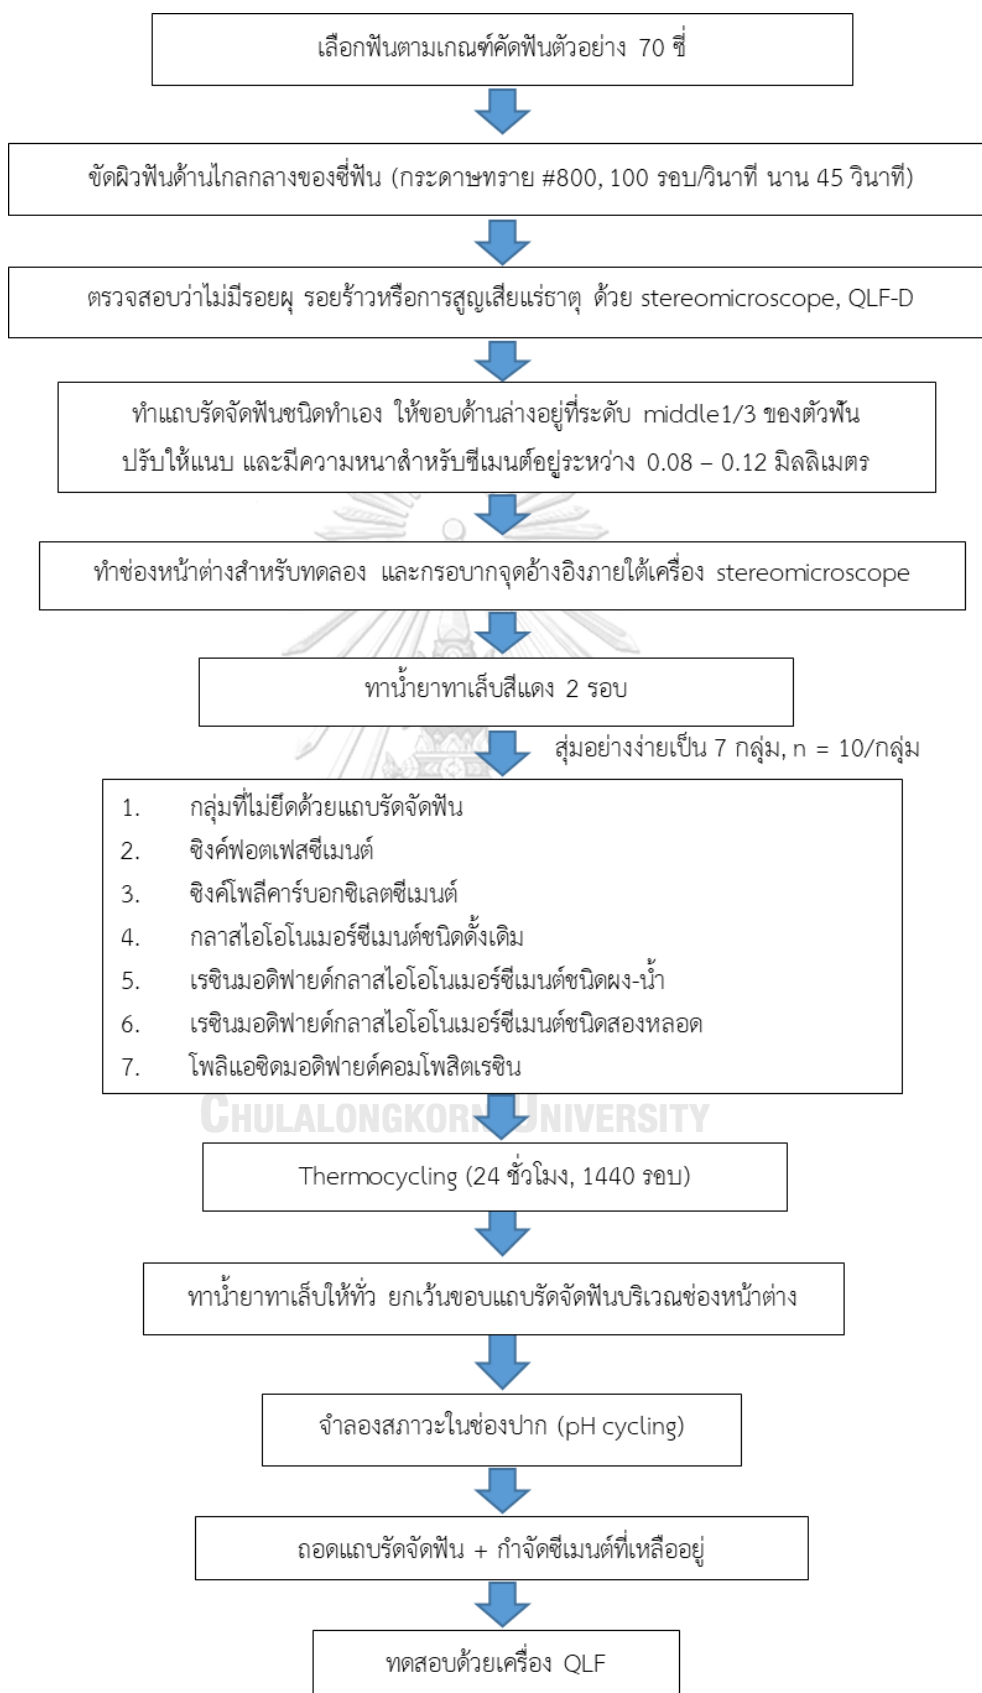 เลือกฟันตามเกณฑ์คัดฟันตัวอย่าง 70 ซี่
ขัดผิวฟันด้านไกลกลางของซี่ฟัน (กระดาษทราย #800, 100 รอบ/วินาที นาน 45 วินาที)
ตรวจสอบว่าไม่มีรอยผุ รอยร้าวหรือการสูญเสียแร่ธาตุ ด้วย stereomicroscope, QLF-D
ทำแถบรัดจัดฟันชนิดทำเอง ให้ขอบด้านล่างอยู่ที่ระดับ middle1/3 ของตัวฟัน
ปรับให้แนบ และมีความหนาสำหรับซีเมนต์อยู่ระหว่าง 0.08 – 0.12 มิลลิเมตร
ทำช่องหน้าต่างสำหรับทดลอง และกรอบากจุดอ้างอิงภายใต้เครื่อง stereomicroscope
ทาน้ำยาทาเล็บสีแดง 2 รอบ
สุ่มอย่างง่ายเป็น 7 กลุ่ม, n = 10/กลุ่ม
1. กลุ่มที่ไม่ยึดด้วยแถบรัดจัดฟัน
2. ซิงค์ฟอตเฟสซีเมนต์
3. ซิงค์โพลีคาร์บอกซิเลตซีเมนต์
4. กลาสไอโอโนเมอร์ซีเมนต์ชนิดดั้งเดิม
5. เรซินมอดิฟายด์กลาสไอโอโนเมอร์ซีเมนต์ชนิดผง-น้ำ
6. เรซินมอดิฟายด์กลาสไอโอโนเมอร์ซีเมนต์ชนิดสองหลอด
7. โพลิแอซิดมอดิฟายด์คอมโพสิตเรซิน
CHULALONGKORN UNIVERSITY
Thermocycling (24 ชั่วโมง, 1440 รอบ)
ทาน้ำยาทาเล็บให้ทั่ว ยกเว้นขอบแถบรัดจัดฟันบริเวณช่องหน้าต่าง
จำลองสภาวะในช่องปาก (pH cycling)
ถอดแถบรัดจัดฟัน + กำจัดซีเมนต์ที่เหลืออยู่
ทดสอบด้วยเครื่อง QLF